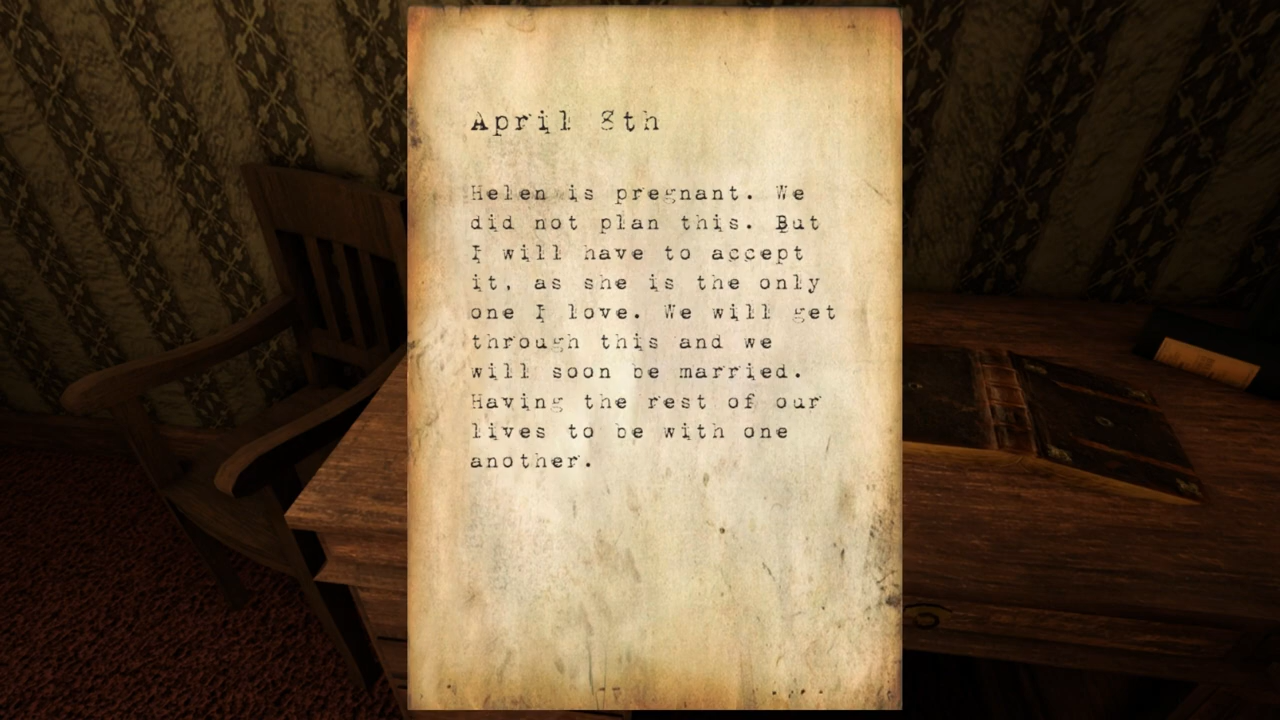 April 8th
Helen is pregnant. We
did not plan this. But
I will have to accept
it, as she is the only
one I love. We will get
through this and we
will soon be married.
Having the rest of our
lives to be with one
another.